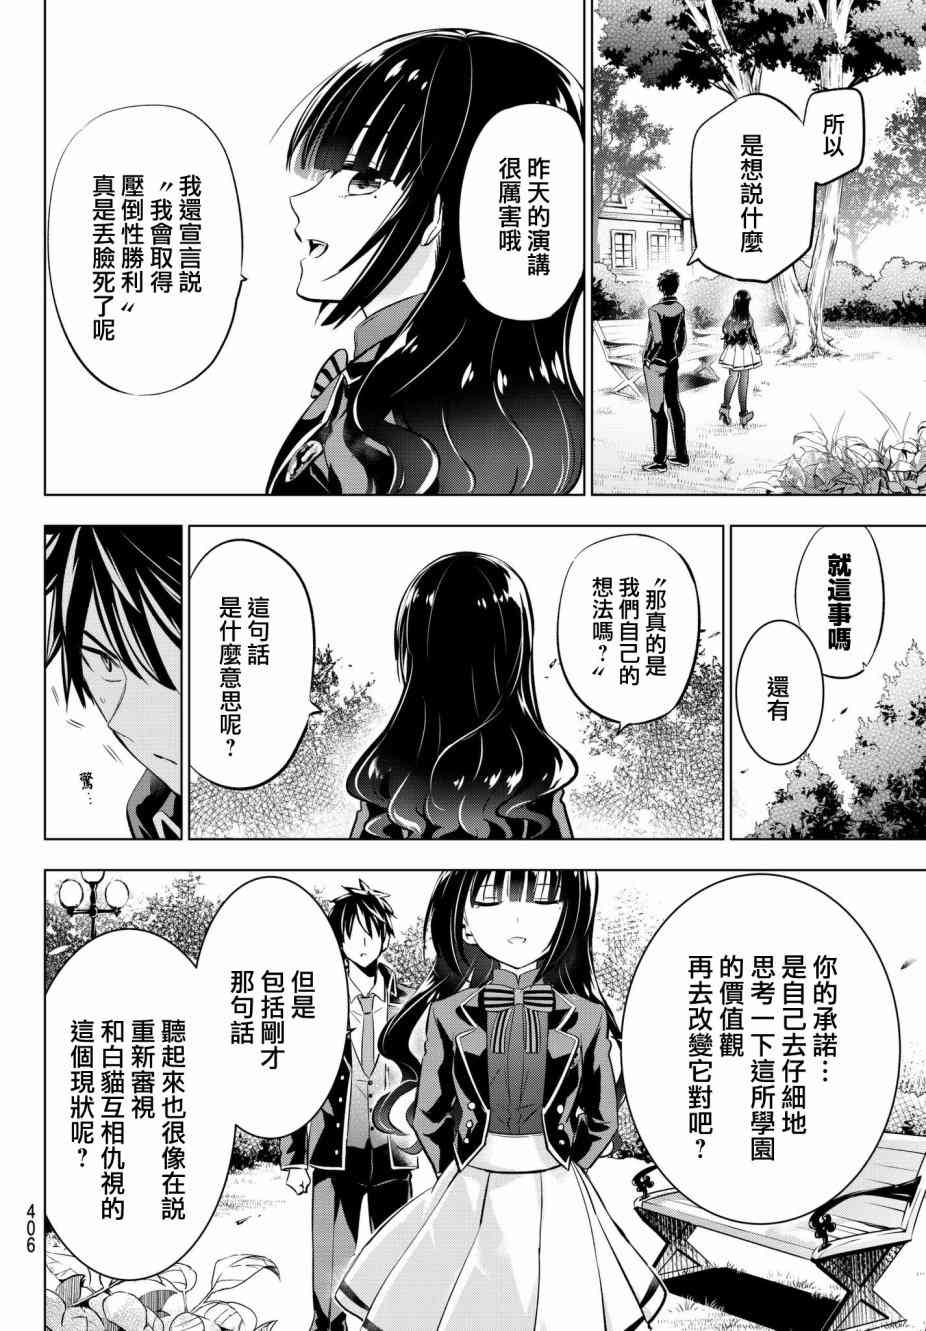 所以
是想説什麼
昨天的演講
很厲害哦
我還宣言説
〝我會取得
壓倒性勝利〞
真是丟臉死了呢
就這事嗎
還有
〝那真的是
我們自己的
想法嗎？〞
這句話
是什麼意思呢？
驚…
你的承諾…
是自己去仔細地
思考一下這所學園
的價值觀
再去改變它對吧？
但是
包括剛才
那句話
聽起來也很像在説
重新審視
和白貓互相仇視的
這個現狀呢？
406